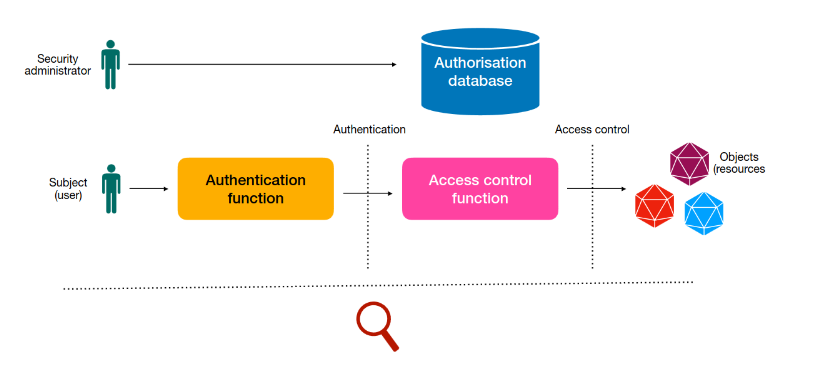 Security
administrator
Authorisation
database
Authentication
Access control
Subject
(user)
Authentication
function
Access control
function
Objects
(resources